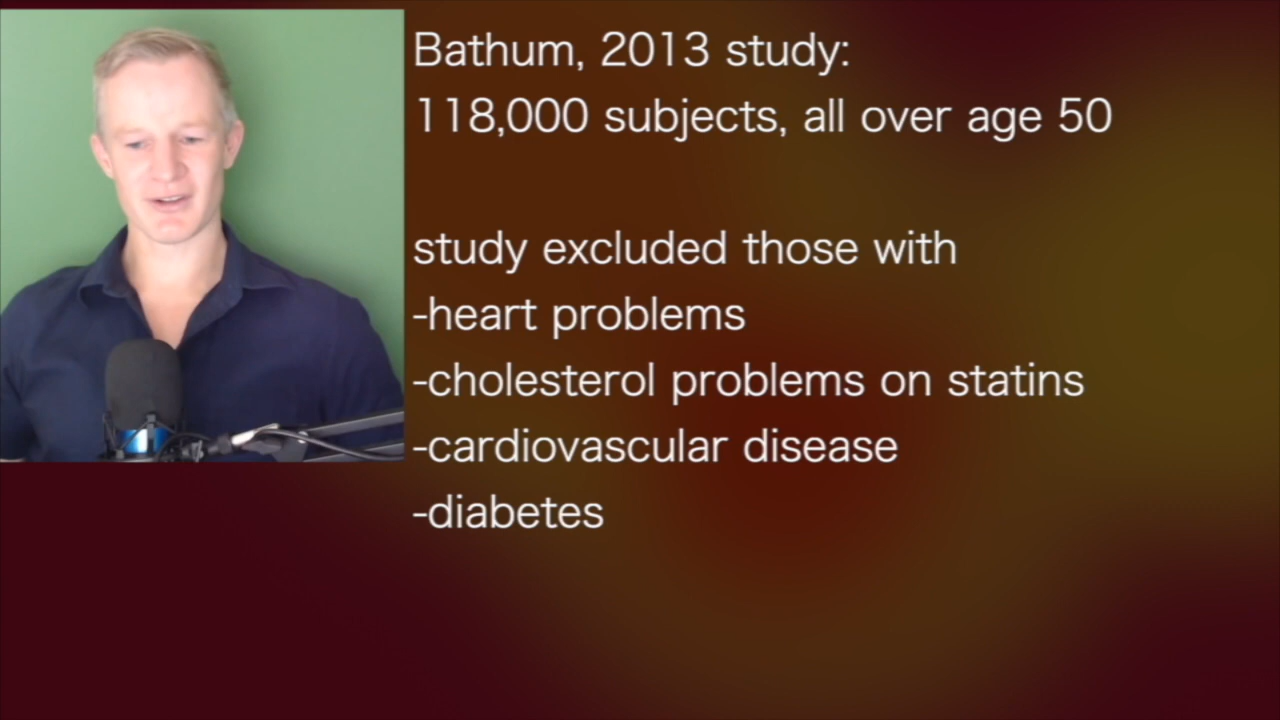 Bathum, 2013 study:
118,000 subjects, all over age 50
study excluded those with
-heart problems
-cholesterol problems on statins
-cardiovascular disease
-diabetes